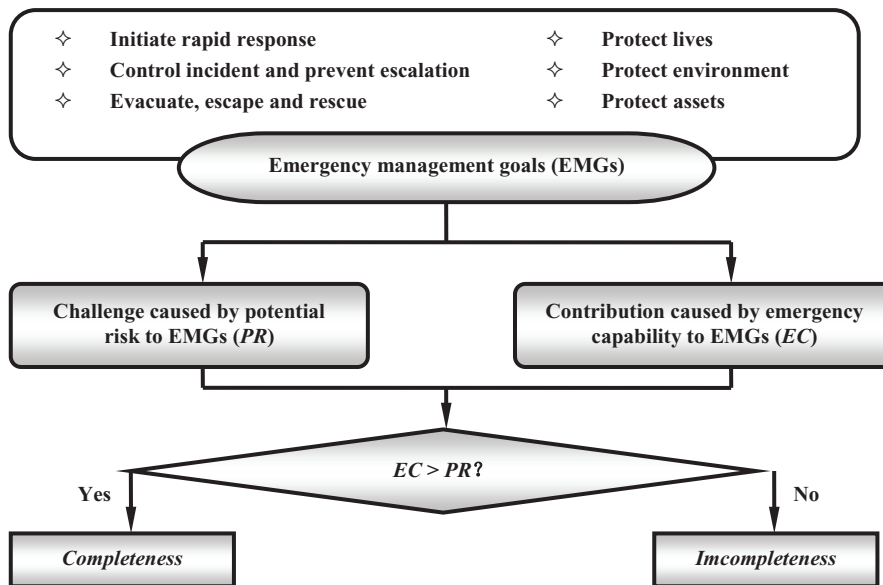 ✧ Initiate rapid response
✧ Control incident and prevent escalation
✧ Evacuate, escape and rescue
✧ Protect lives
✧ Protect environment
✧ Protect assets
Emergency management goals (EMGs)
Challenge caused by potential
risk to EMGs (PR)
Contribution caused by emergency
capability to EMGs (EC)
EC > PR?
Yes
No
Completeness
Imcompleteness